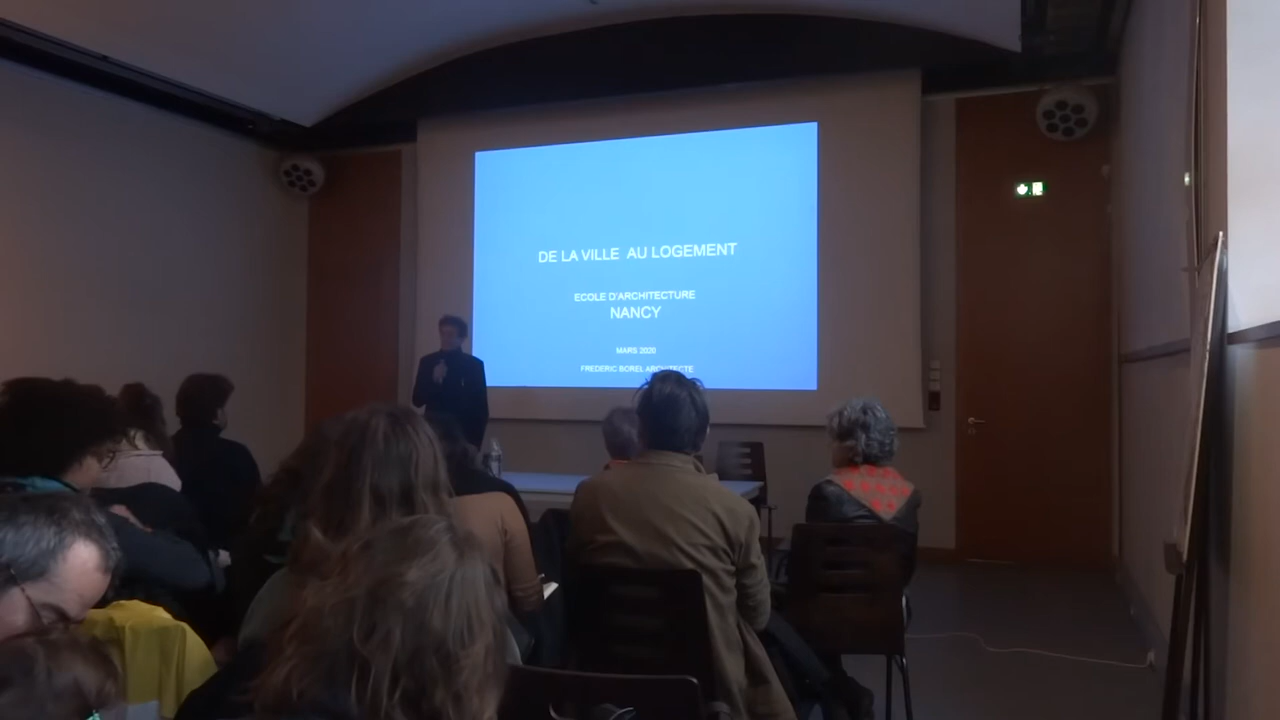 DE LA VILLE AU LOGEMENT
ECOLE D'ARCHITECTURE
NANCY
MARS 2020
FREDERIC BOREL ARCHITECTE